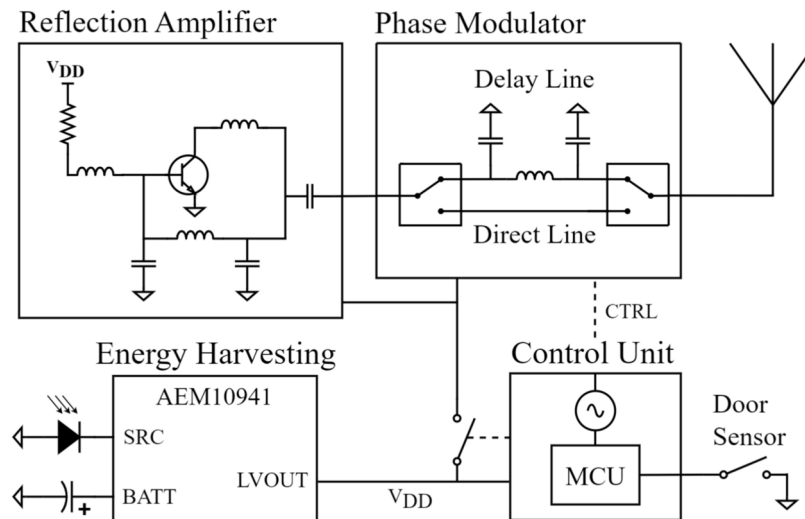 Reflection Amplifier
Phase Modulator
VDD
Delay Line
Direct Line
CTRL
Energy Harvesting
Control Unit
AEM10941
SRC
BATT
LVOUT
+
VDD
MCU
Door
Sensor